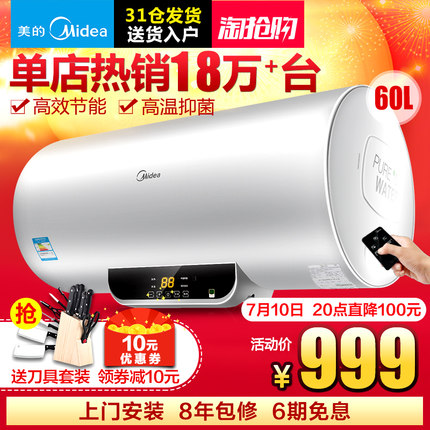 美的 Midea
31仓发货
送货入户
淘抢购
单店热销18万+台
高效节能 高温抑菌
60L
Midea
PURE
WATER
88
抢
10元
优惠券
送刀具套装 领券减10元
7月10日 20点直降100元
活动价
¥999
上门安装 8年包修 6期免息